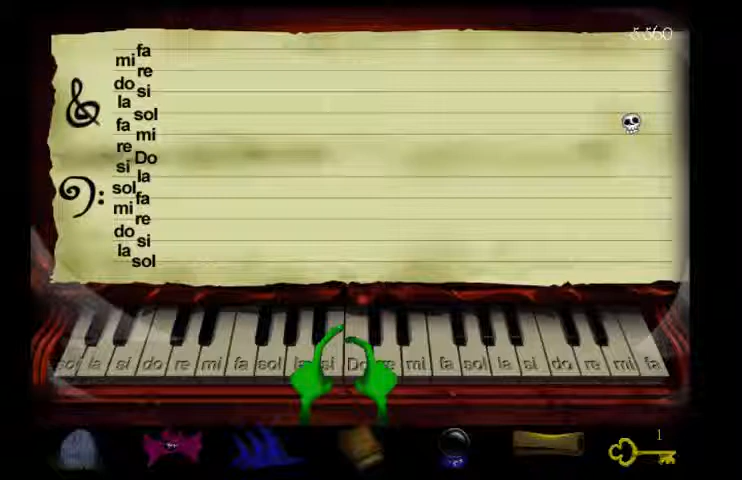 -5360
fa
mi
re
do
si
la
sol
fa
mi
re
Do
si
la
sol
fa
mi
re
do
si
la
sol
sol la si do re mi fa sol la si Do re mi fa sol la si do re mi fa
1